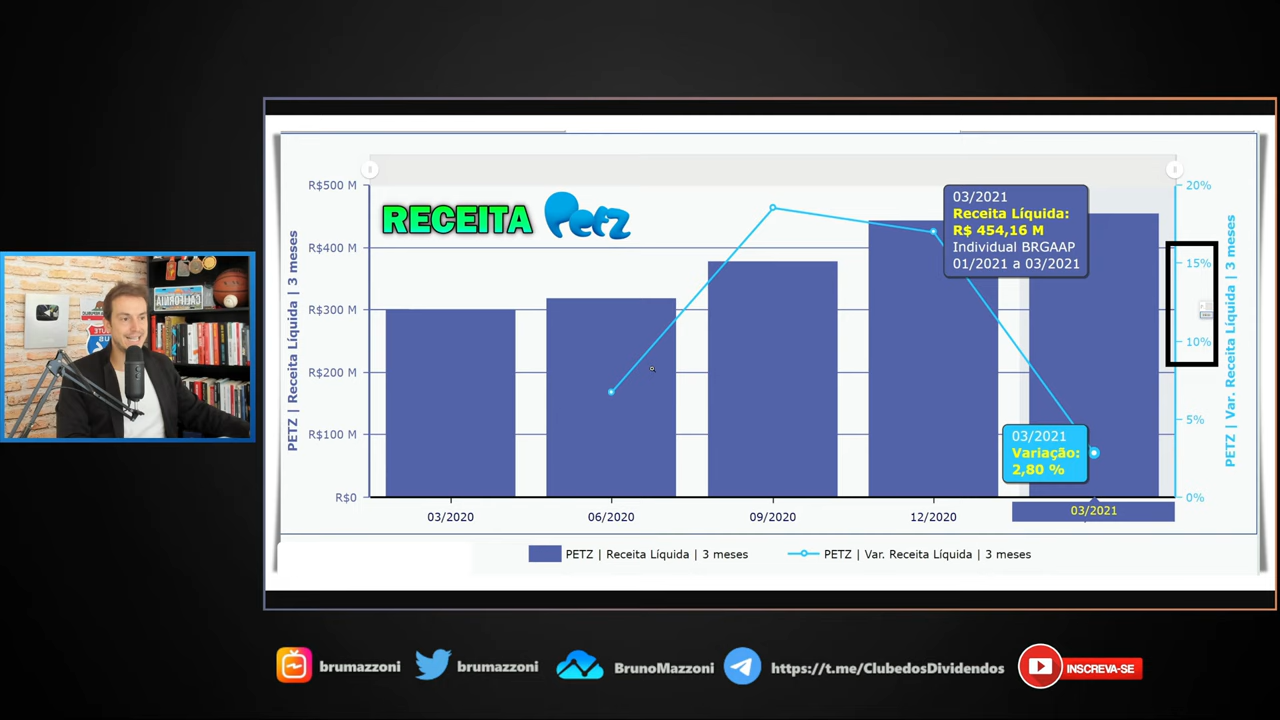 RECEITA Petz
R$500 M
R$400 M
R$300 M
R$200 M
R$100 M
R$0
PETZ | Receita Líquida | 3 meses
03/2021
Receita Líquida:
R$ 454,16 M
Individual BRGAAP
01/2021 a 03/2021
03/2021
Variação:
2,80 %
20%
15%
10%
5%
0%
PETZ | Var. Receita Líquida | 3 meses
03/2020
06/2020
09/2020
12/2020
03/2021
PETZ | Receita Líquida | 3 meses
PETZ | Var. Receita Líquida | 3 meses
CALIFORNIA
brumazzoni
brumazzoni
BrunoMazzoni
https://t.me/ClubedosDividendos
INSCREVA-SE